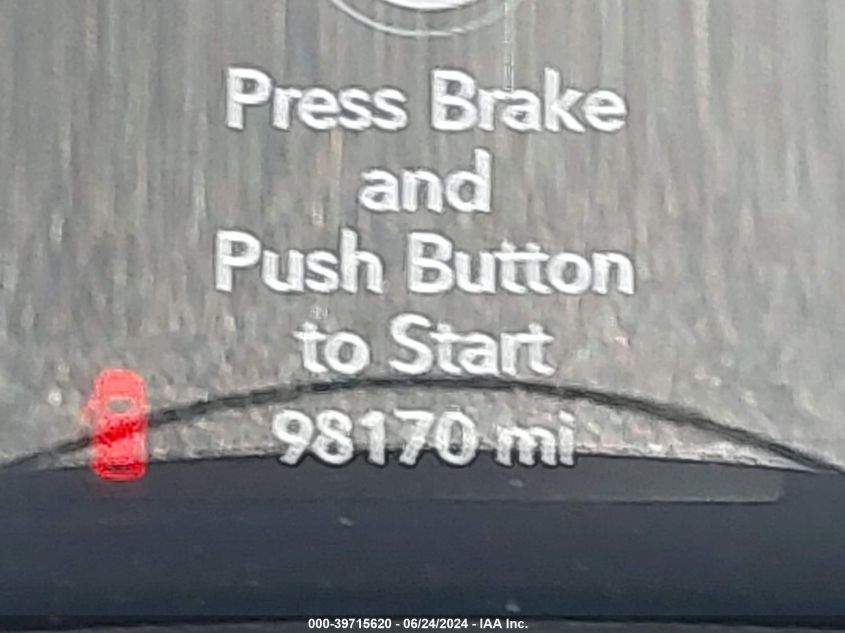 Press Brake
and
Push Button
to Start
98170 mi
000-39715620 - 06/24/2024 - IAA Inc.